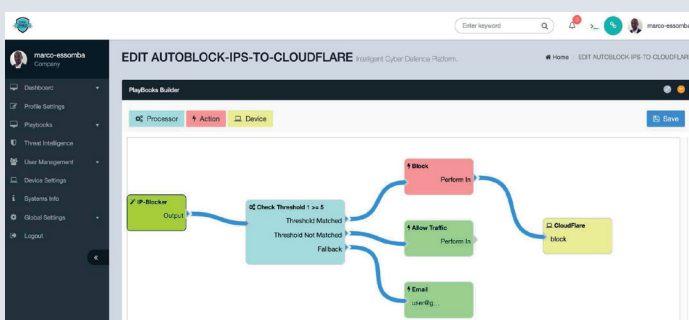 Enter keyword
marco-essomba
marco-essomba
Company
EDIT AUTOBLOCK-IPS-TO-CLOUDFLARE Intelligent Cyber Defence Platform.
Home
EDIT AUTOBLOCK-IPS-TO-CLOUDFLARE
Dashboard
Profile Settings
Playbooks
Threat Intelligence
User Management
Device Settings
Systems Info
Global Settings
Logout
PlayBooks Builder
Processor
Action
Device
Save
IP-Blocker
Output
Check Threshold 1 >= 5
Threshold Matched
Threshold Not Matched
Fallback
Block
Perform In
Allow Traffic
Perform In
Email
user@g...
CloudFlare
block